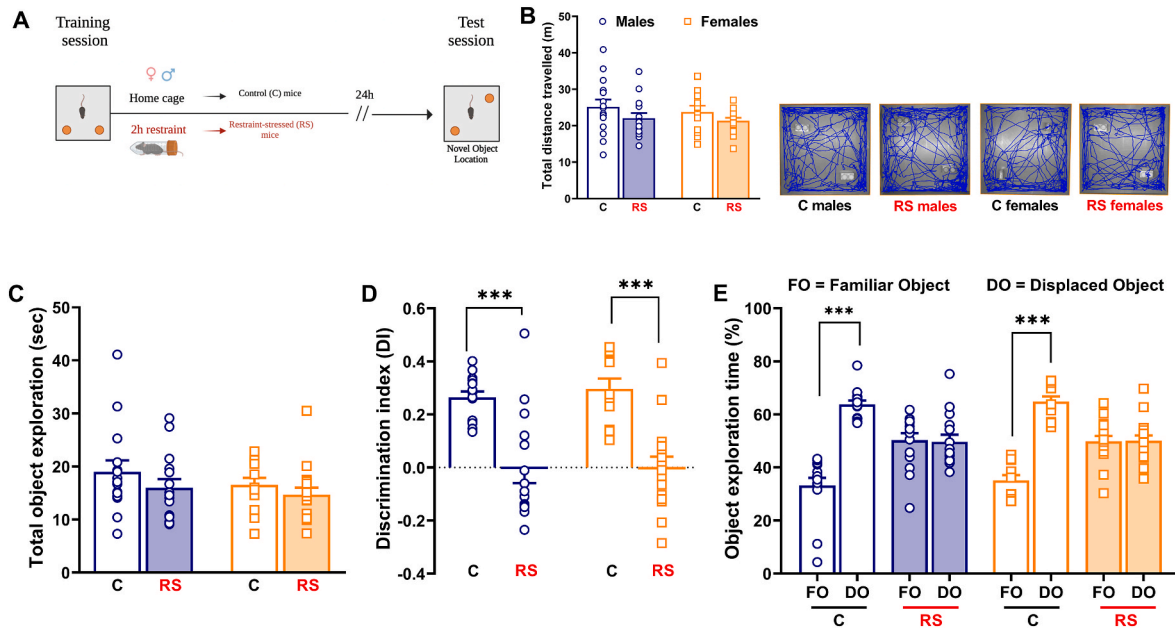 A
Training
session
Home cage
Control (C) mice
2h restraint
Restraint-stressed (RS)
mice
24h
Test
session
Novel Object
Location
B
Males
Females
Total distance travelled (m)
50
40
30
20
10
0
C
RS
C
RS
C males
RS males
C females
RS females
C
Total object exploration (sec)
50
40
30
20
10
0
C
RS
C
RS
D
Discrimination index (DI)
0.6
0.4
0.2
0.0
-0.2
-0.4
***
***
C
RS
C
RS
E
FO = Familiar Object
DO = Displaced Object
Object exploration time (%)
100
80
60
40
20
0
***
***
FO DO FO DO FO DO FO DO
C
RS
C
RS